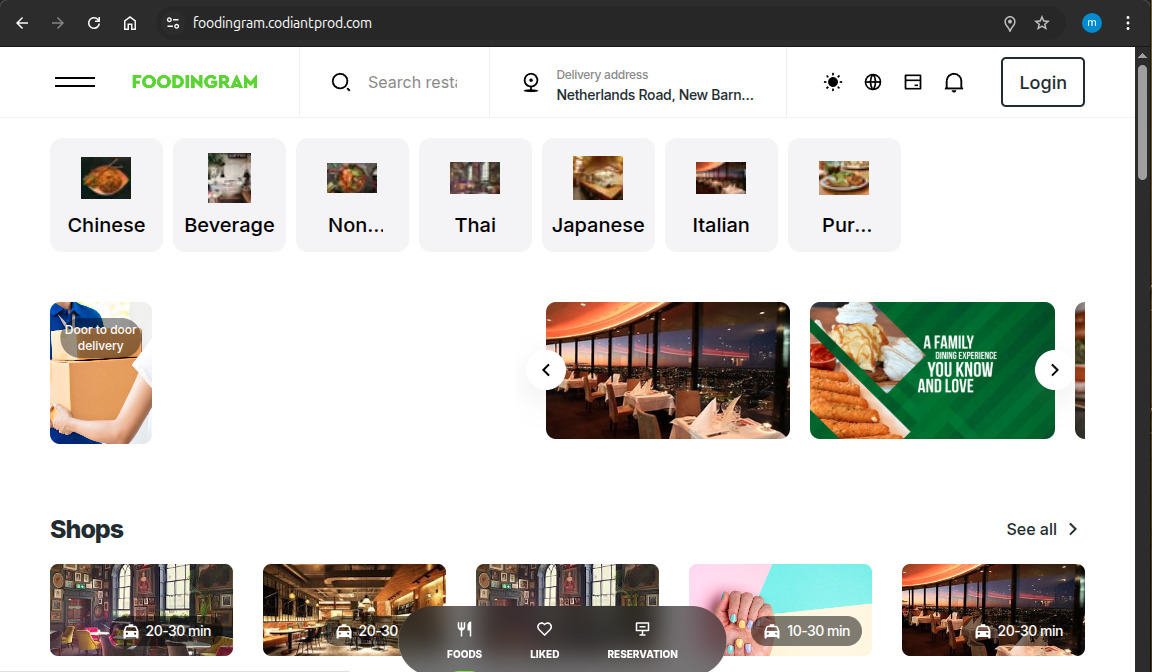 foodingram.codiantprod.com
m
FOODINGRAM
Search resta
Delivery address
Netherlands Road, New Barn...
Login
Chinese
Beverage
Non...
Thai
Japanese
Italian
Pur...
Door to door
delivery
A FAMILY
DINING EXPERIENCE
YOU KNOW
AND LOVE
Shops
See all
20-30 min
20-30
10-30 min
20-30 min
FOODS
LIKED
RESERVATION